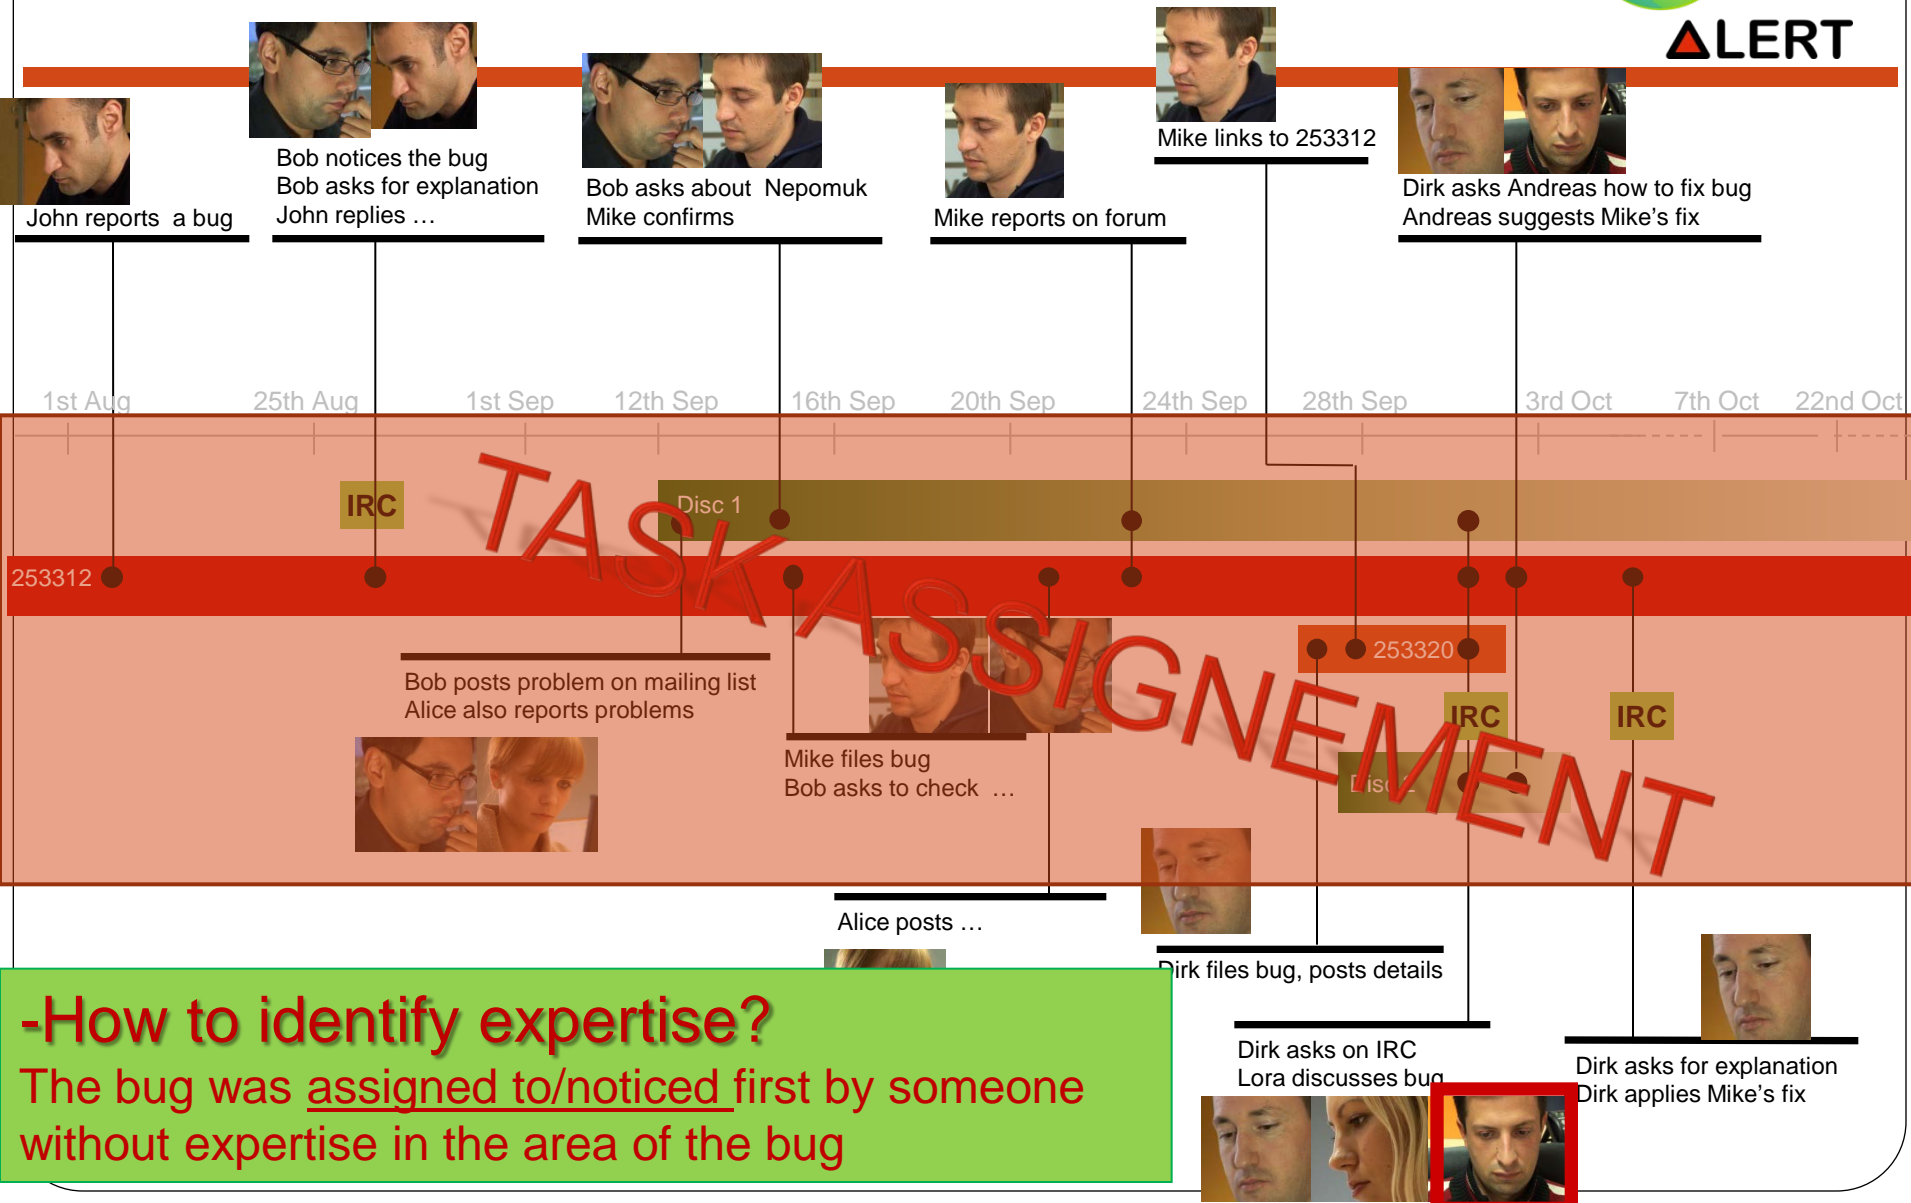 ALERT
Mike links to 253312
Bob notices the bug
Bob asks for explanation
John replies …
Bob asks about  Nepomuk
Mike confirms
Dirk asks Andreas how to fix bug
Andreas suggests Mike's fix
John reports  a bug
Mike reports on forum
1st Aug
25th Aug
1st Sep
12th Sep
16th Sep
20th Sep
24th Sep
28th Sep
3rd Oct
7th Oct
22nd Oct
IRC
Disc 1
TASK ASSIGNEMENT
253312
253320
Bob posts problem on mailing list
Alice also reports problems
IRC
IRC
Mike files bug
Bob asks to check  …
Disc 2
Alice posts …
Dirk files bug, posts details
-How to identify expertise?
The bug was assigned to/noticed first by someone
without expertise in the area of the bug
Dirk asks on IRC
Lora discusses bug
Dirk asks for explanation
Dirk applies Mike's fix